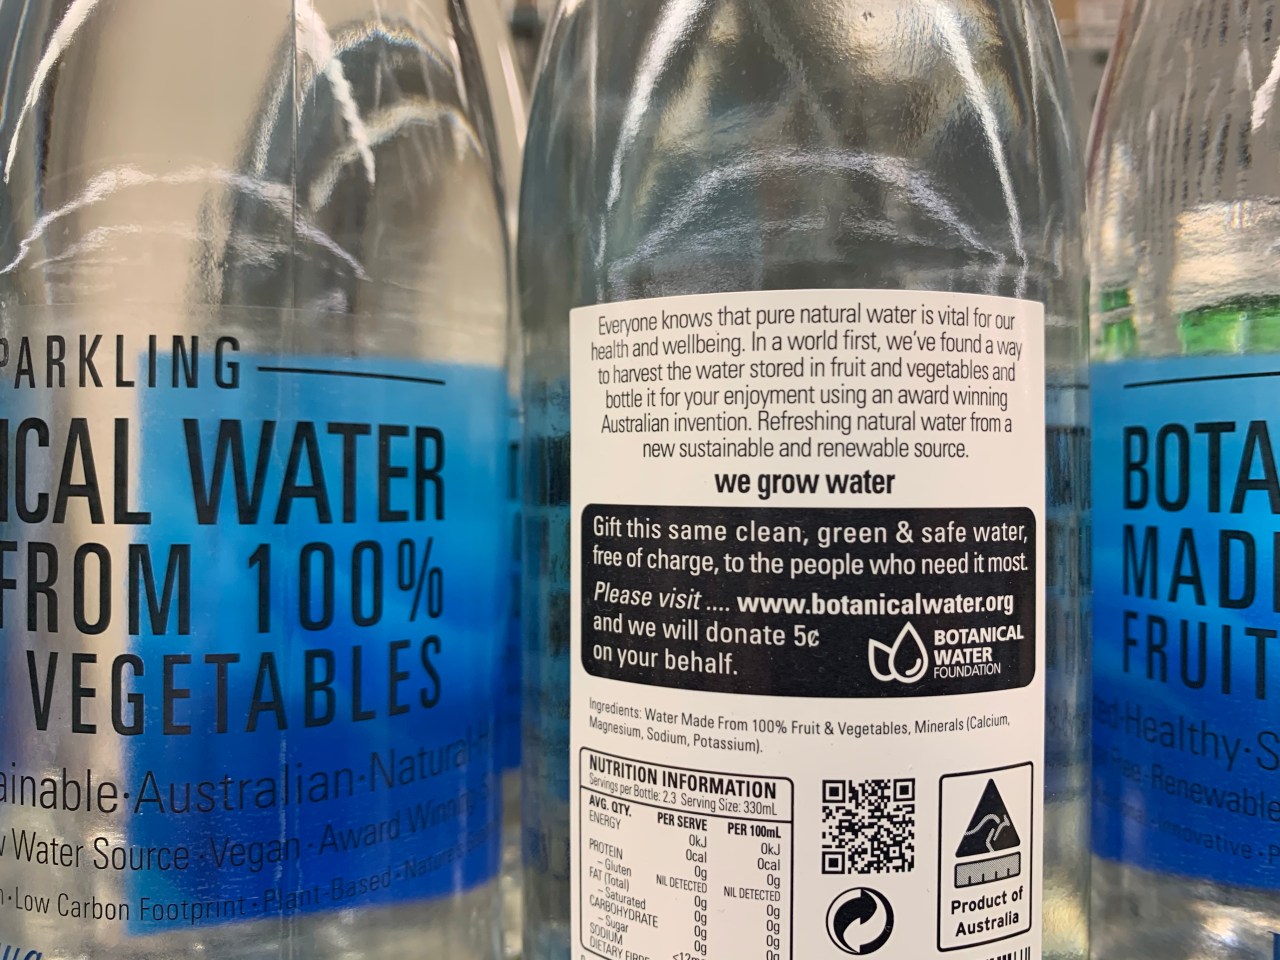 PARKLING
ICAL WATER
FROM 100%
VEGETABLES
ainable·Australian·Natural
Water Source·Vegan·Award
·Low Carbon Footprint·Plant-Based·
Everyone knows that pure natural water is vital for our
health and wellbeing. In a world first, we've found a way
to harvest the water stored in fruit and vegetables and
bottle it for your enjoyment using an award winning
Australian invention. Refreshing natural water from a
new sustainable and renewable source.
we grow water
Gift this same clean, green & safe water,
free of charge, to the people who need it most.
Please visit .... www.botanicalwater.org
and we will donate 5¢
on your behalf.
BOTANICAL
WATER
FOUNDATION
Ingredients: Water Made From 100% Fruit & Vegetables, Minerals (Calcium,
Magnesium, Sodium, Potassium).
NUTRITION INFORMATION
Servings per Bottle: 2.3 Serving Size: 330mL
AVG. QTY. PER SERVE PER 100mL
ENERGY 0kJ 0kJ
0cal 0cal
PROTEIN 0g 0g
– Gluten NIL DETECTED NIL DETECTED
FAT (Total) 0g 0g
– Saturated 0g 0g
CARBOHYDRATE 0g 0g
– Sugar 0g 0g
SODIUM <12m
DIETARY FIBRE
Product of
Australia
BOTA
MAD
FRUIT
·Healthy·S
·Renewable
·Innovative·P